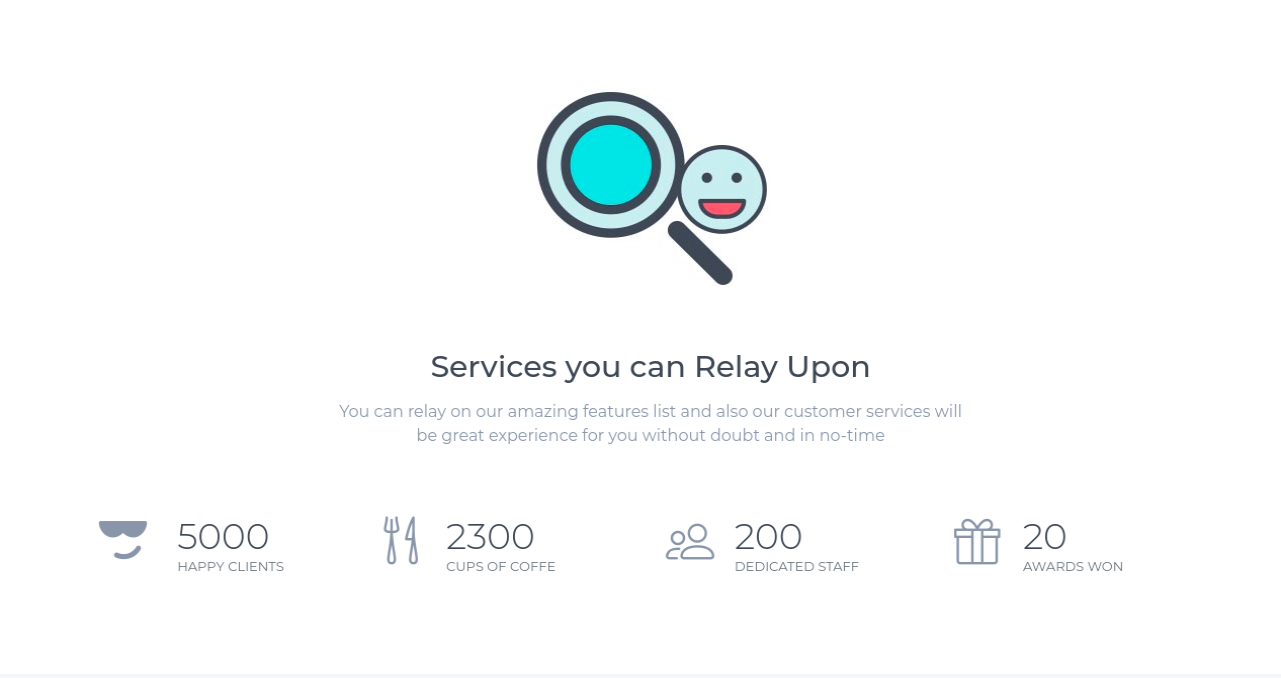 Services you can Relay Upon
You can relay on our amazing features list and also our customer services will
be great experience for you without doubt and in no-time
5000
HAPPY CLIENTS
2300
CUPS OF COFFE
200
DEDICATED STAFF
20
AWARDS WON